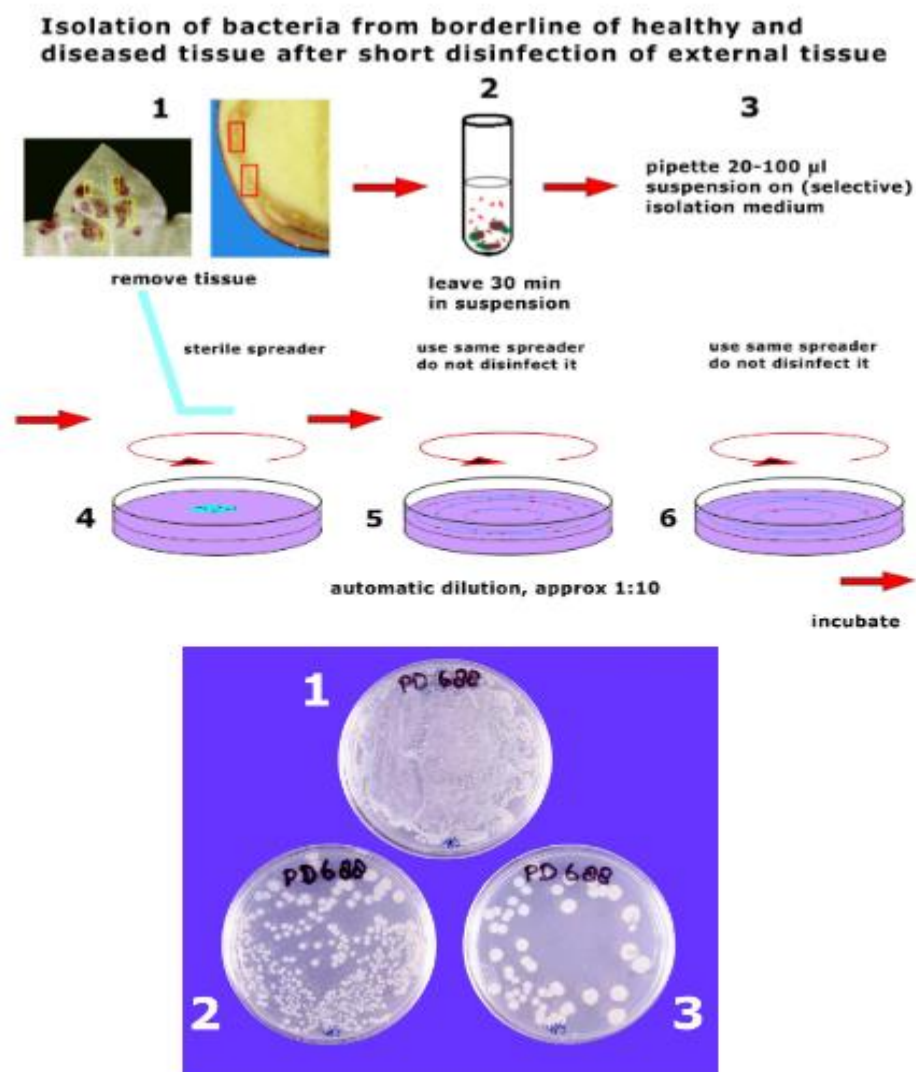 Isolation of bacteria from borderline of healthy and
diseased tissue after short disinfection of external tissue
1
2
3
pipette 20-100 µl
suspension on (selective)
isolation medium
remove tissue
leave 30 min
in suspension
sterile spreader
use same spreader
do not disinfect it
use same spreader
do not disinfect it
4
5
6
automatic dilution, approx 1:10
incubate
1
PD 688
2
PD688
3
PD 688